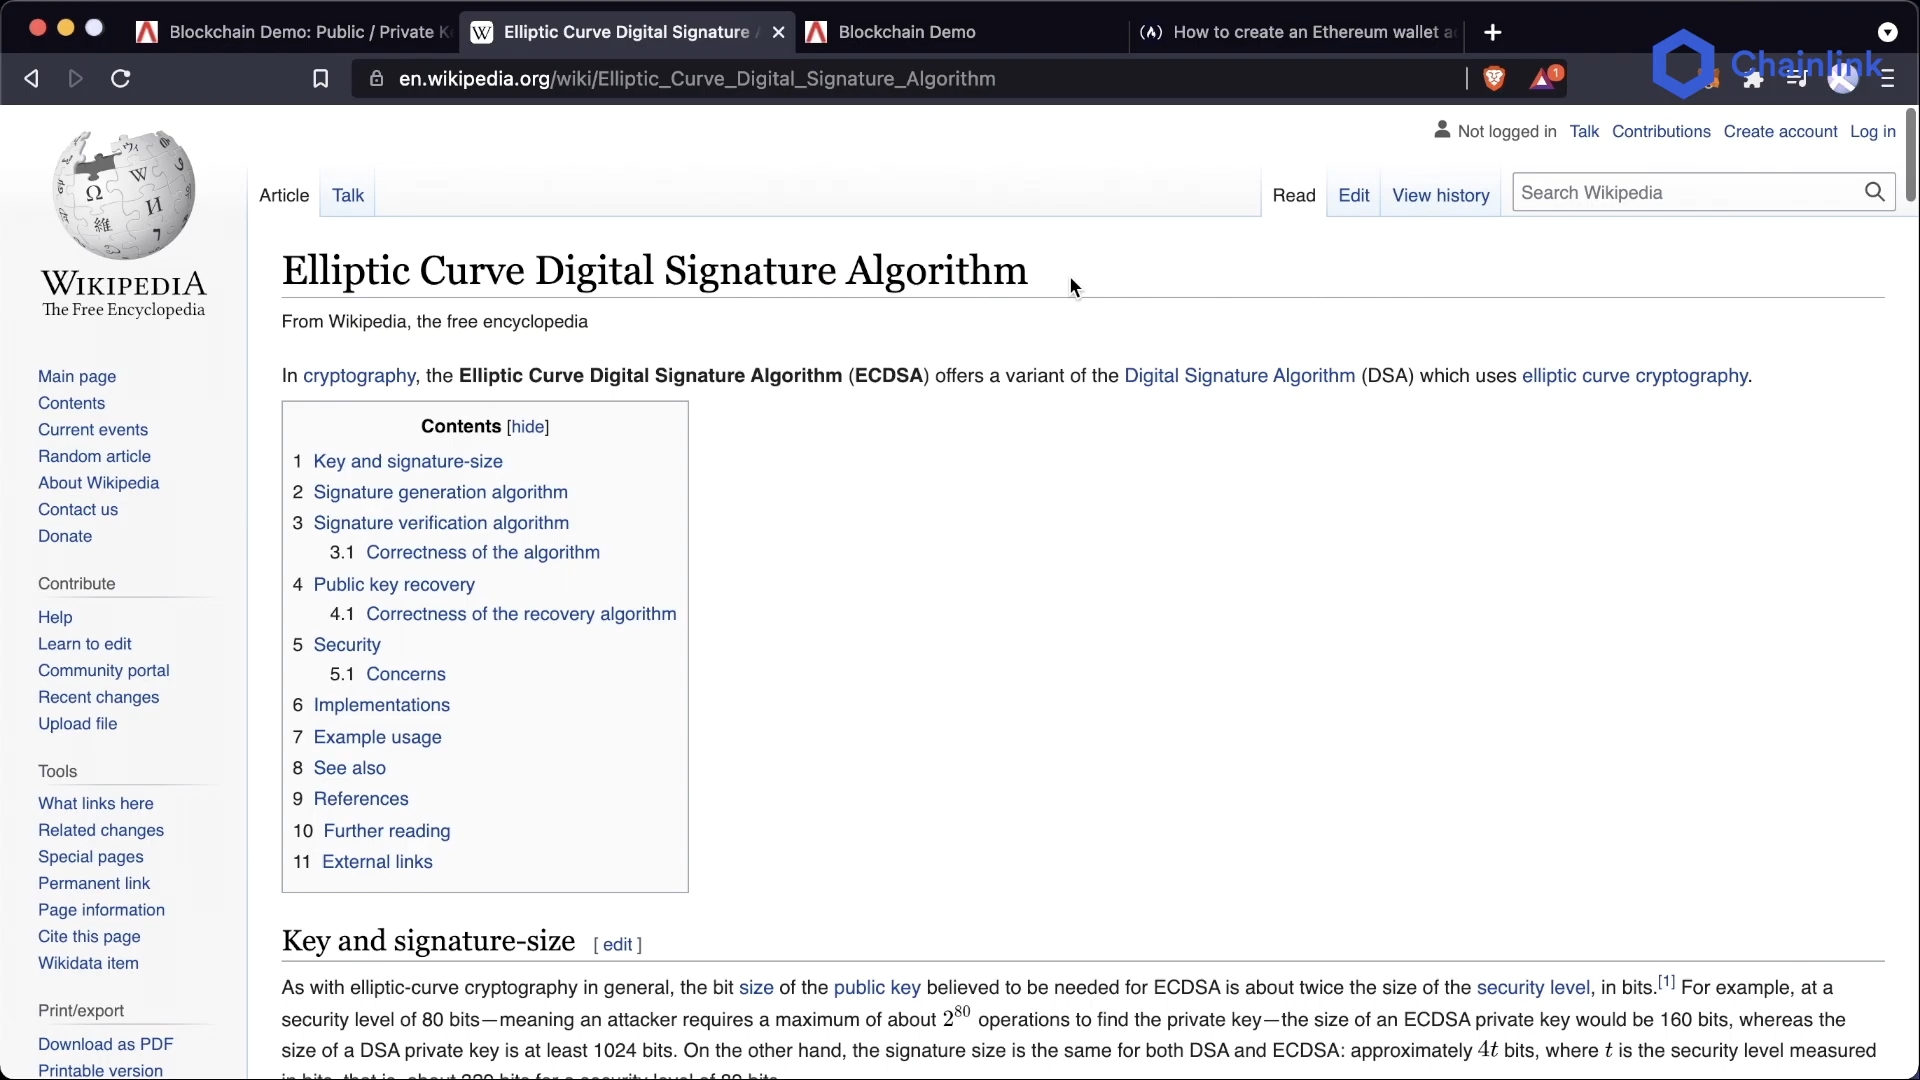 Blockchain Demo: Public / Private K
Elliptic Curve Digital Signature A
Blockchain Demo
How to create an Ethereum wallet a
en.wikipedia.org/wiki/Elliptic_Curve_Digital_Signature_Algorithm
1
Chainlink
Not logged in Talk Contributions Create account Log in
Article Talk
Read Edit View history
Search Wikipedia
WIKIPEDIA
The Free Encyclopedia
Main page
Contents
Current events
Random article
About Wikipedia
Contact us
Donate
Contribute
Help
Learn to edit
Community portal
Recent changes
Upload file
Tools
What links here
Related changes
Special pages
Permanent link
Page information
Cite this page
Wikidata item
Print/export
Download as PDF
Printable version
Elliptic Curve Digital Signature Algorithm
From Wikipedia, the free encyclopedia
In cryptography, the Elliptic Curve Digital Signature Algorithm (ECDSA) offers a variant of the Digital Signature Algorithm (DSA) which uses elliptic curve cryptography.
Contents [hide]
1 Key and signature-size
2 Signature generation algorithm
3 Signature verification algorithm
3.1 Correctness of the algorithm
4 Public key recovery
4.1 Correctness of the recovery algorithm
5 Security
5.1 Concerns
6 Implementations
7 Example usage
8 See also
9 References
10 Further reading
11 External links
Key and signature-size [ edit ]
As with elliptic-curve cryptography in general, the bit size of the public key believed to be needed for ECDSA is about twice the size of the security level, in bits.[1] For example, at a
security level of 80 bits—meaning an attacker requires a maximum of about 2^80 operations to find the private key—the size of an ECDSA private key would be 160 bits, whereas the
size of a DSA private key is at least 1024 bits. On the other hand, the signature size is the same for both DSA and ECDSA: approximately 4t bits, where t is the security level measured